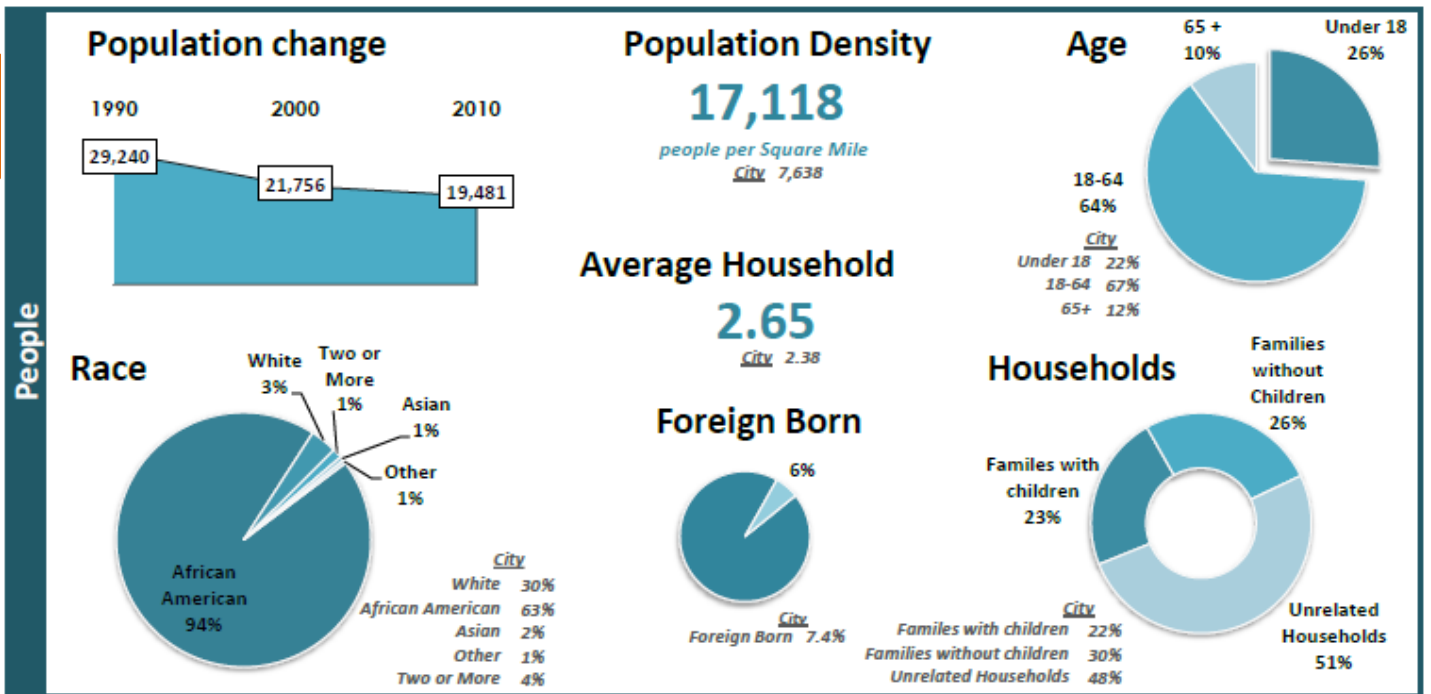 People
Population change
1990
2000
2010
29,240
21,756
19,481
Population Density
17,118
people per Square Mile
City 7,638
Age
65 +
10%
Under 18
26%
18-64
64%
City
Under 18 22%
18-64 67%
65+ 12%
Average Household
2.65
City 2.38
Race
White
3%
Two or
More
1%
Asian
1%
Other
1%
African
American
94%
City
White 30%
African American 63%
Asian 2%
Other 1%
Two or More 4%
Foreign Born
6%
City
Foreign Born 7.4%
Households
Families
without
Children
26%
Familes with
children
23%
Unrelated
Households
51%
City
Familes with children 22%
Families without children 30%
Unrelated Households 48%